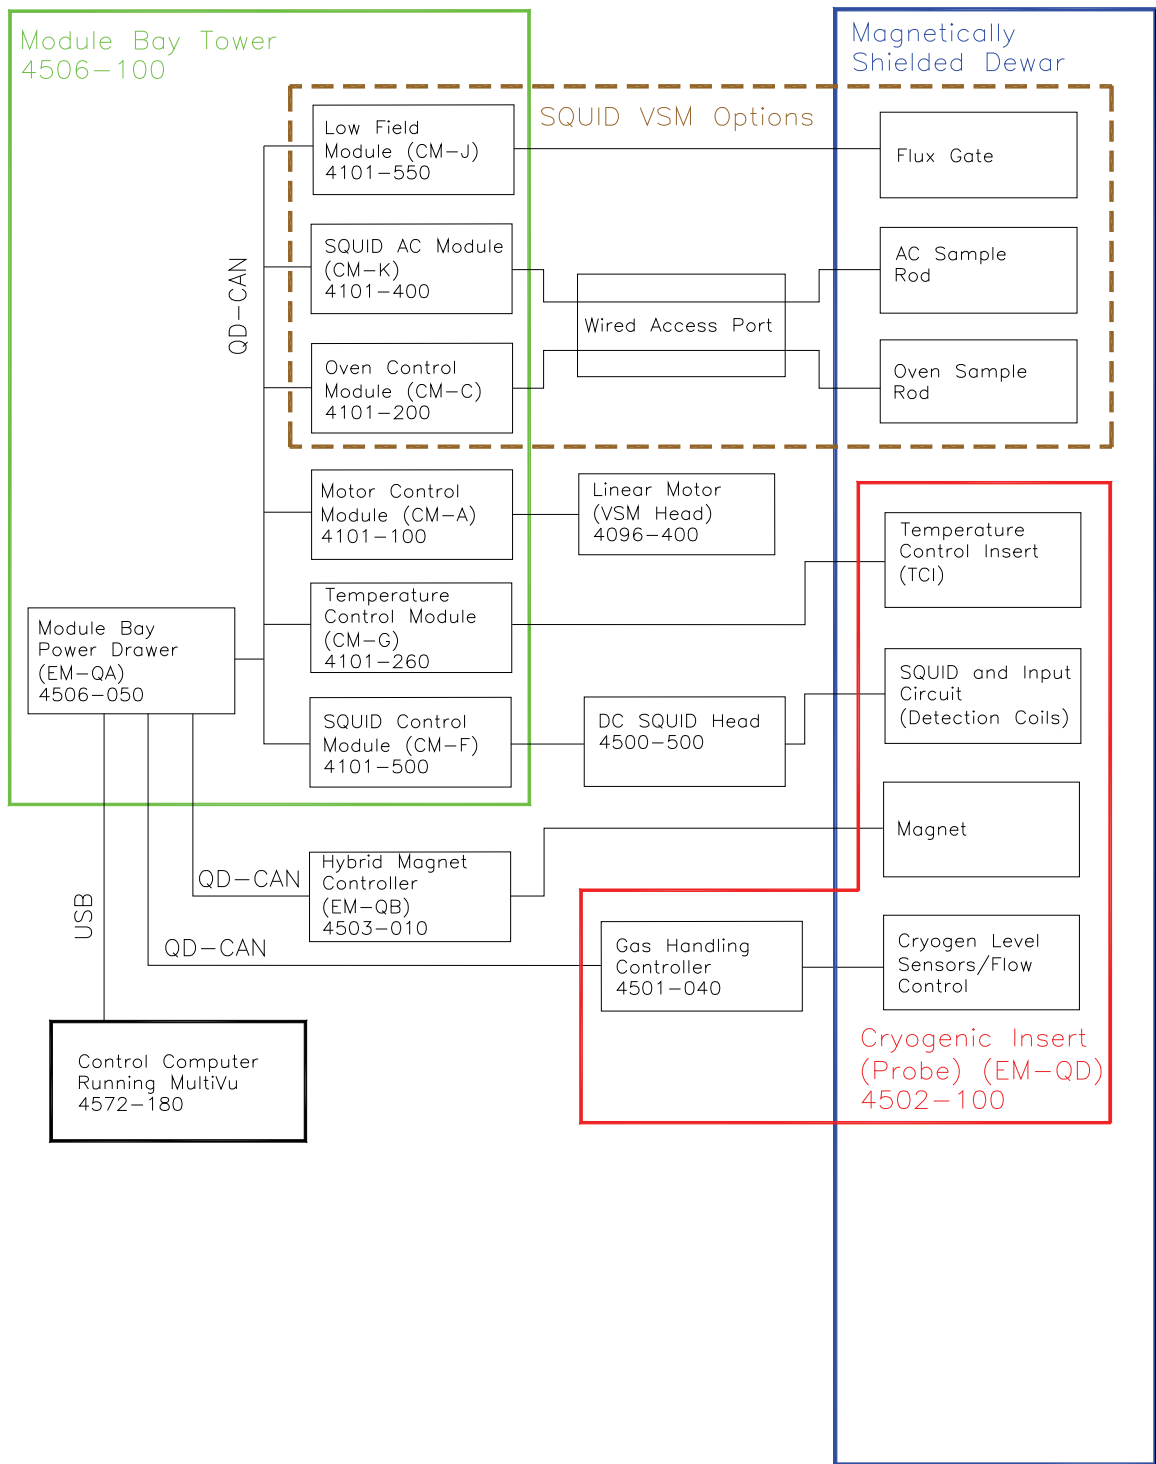 Module Bay Tower
4506-100
Magnetically
Shielded Dewar
SQUID VSM Options
Low Field
Module (CM-J)
4101-550
Flux Gate
SQUID AC Module
(CM-K)
4101-400
AC Sample
Rod
QD-CAN
Wired Access Port
Oven Control
Module (CM-C)
4101-200
Oven Sample
Rod
Motor Control
Module (CM-A)
4101-100
Linear Motor
(VSM Head)
4096-400
Temperature
Control Insert
(TCI)
Temperature
Control Module
(CM-G)
4101-260
Module Bay
Power Drawer
(EM-QA)
4506-050
SQUID and Input
Circuit
(Detection Coils)
SQUID Control
Module (CM-F)
4101-500
DC SQUID Head
4500-500
Magnet
QD-CAN
Hybrid Magnet
Controller
(EM-QB)
4503-010
USB
QD-CAN
Gas Handling
Controller
4501-040
Cryogen Level
Sensors/Flow
Control
Cryogenic Insert
(Probe) (EM-QD)
4502-100
Control Computer
Running MultiVu
4572-180